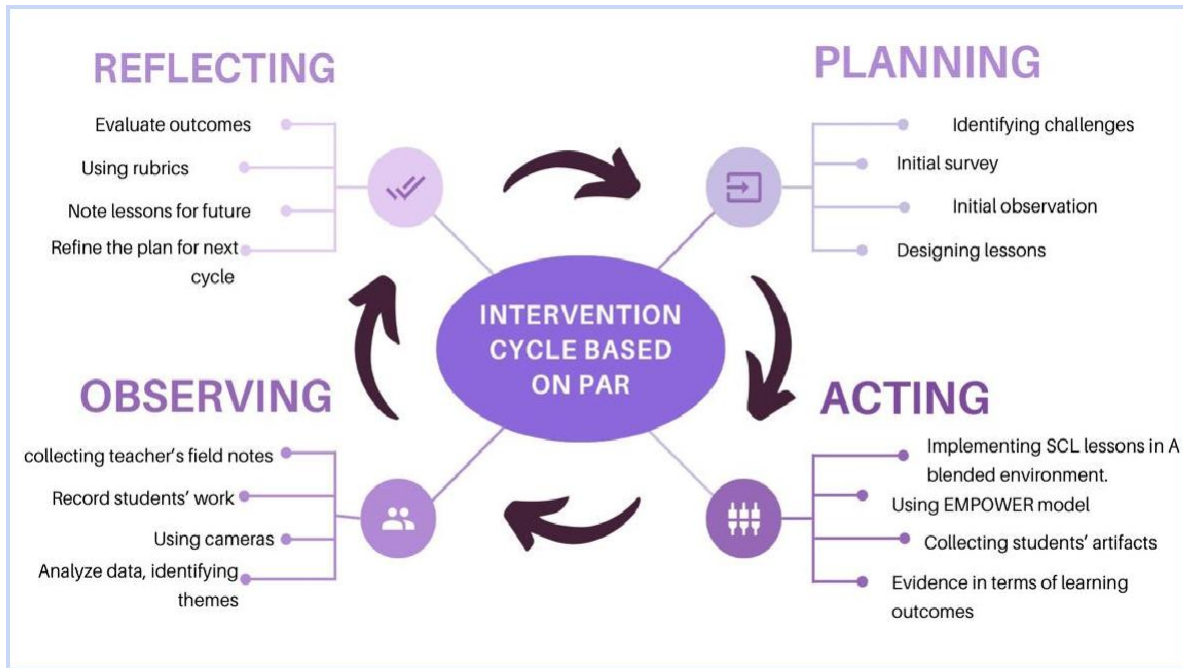 REFLECTING
Evaluate outcomes
Using rubrics
Note lessons for future
Refine the plan for next
cycle
PLANNING
Identifying challenges
Initial survey
Initial observation
Designing lessons
INTERVENTION
CYCLE BASED
ON PAR
OBSERVING
collecting teacher's field notes
Record students' work
Using cameras
Analyze data, identifying
themes
ACTING
Implementing SCL lessons in A
blended environment.
Using EMPOWER model
Collecting students' artifacts
Evidence in terms of learning
outcomes